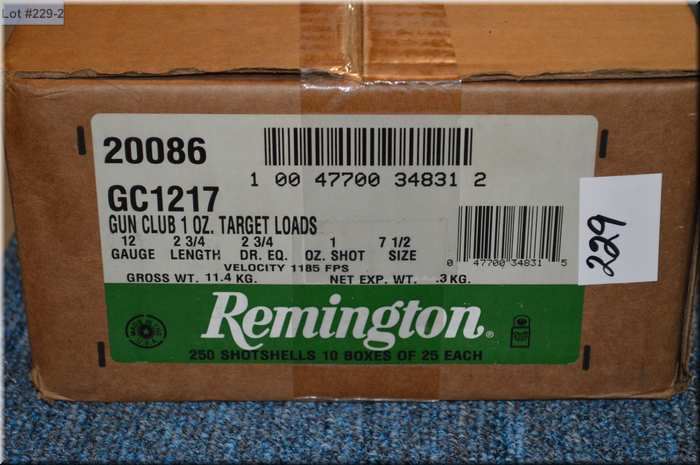 Lot #229-2
20086
1 00 47700 34831 2
GC1217
GUN CLUB 1 OZ. TARGET LOADS
12 2 3/4 2 3/4 1 7 1/2
GAUGE LENGTH DR. EQ. OZ. SHOT SIZE
VELOCITY 1185 FPS
GROSS WT. 11.4 KG. NET EXP. WT. .3 KG.
0 47700 34831 5
229
Remington®
250 SHOTSHELLS 10 BOXES OF 25 EACH
MADE IN THE
U.S.A.